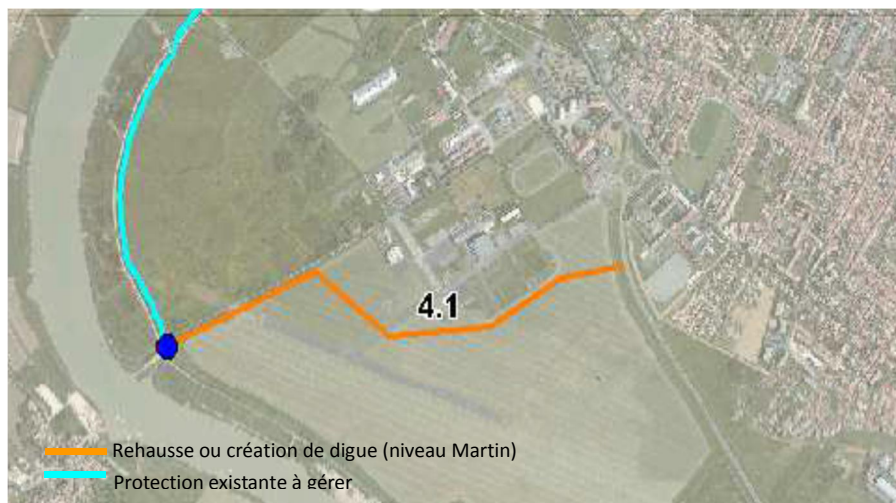 4.1
Rehausse ou création de digue (niveau Martin)
Protection existante à gérer